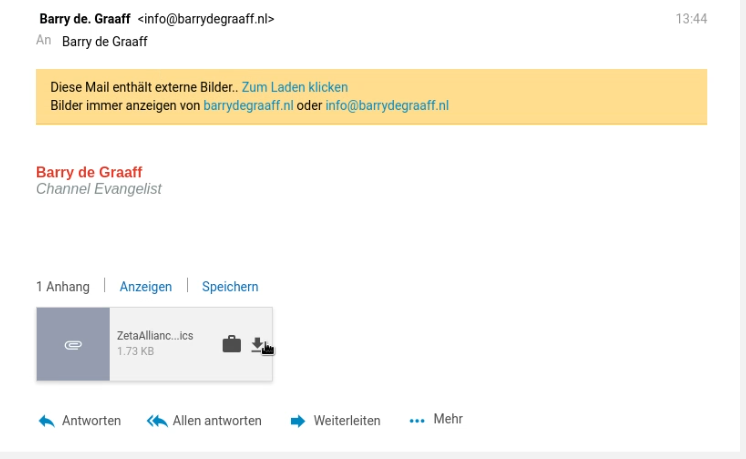 Barry de. Graaff <info@barrydegraaff.nl> 13:44
An Barry de Graaff
Diese Mail enthält externe Bilder.. Zum Laden klicken
Bilder immer anzeigen von barrydegraaff.nl oder info@barrydegraaff.nl
Barry de Graaff
Channel Evangelist
1 Anhang Anzeigen Speichern
ZetaAllianc...ics
1.73 KB
Antworten Allen antworten Weiterleiten Mehr